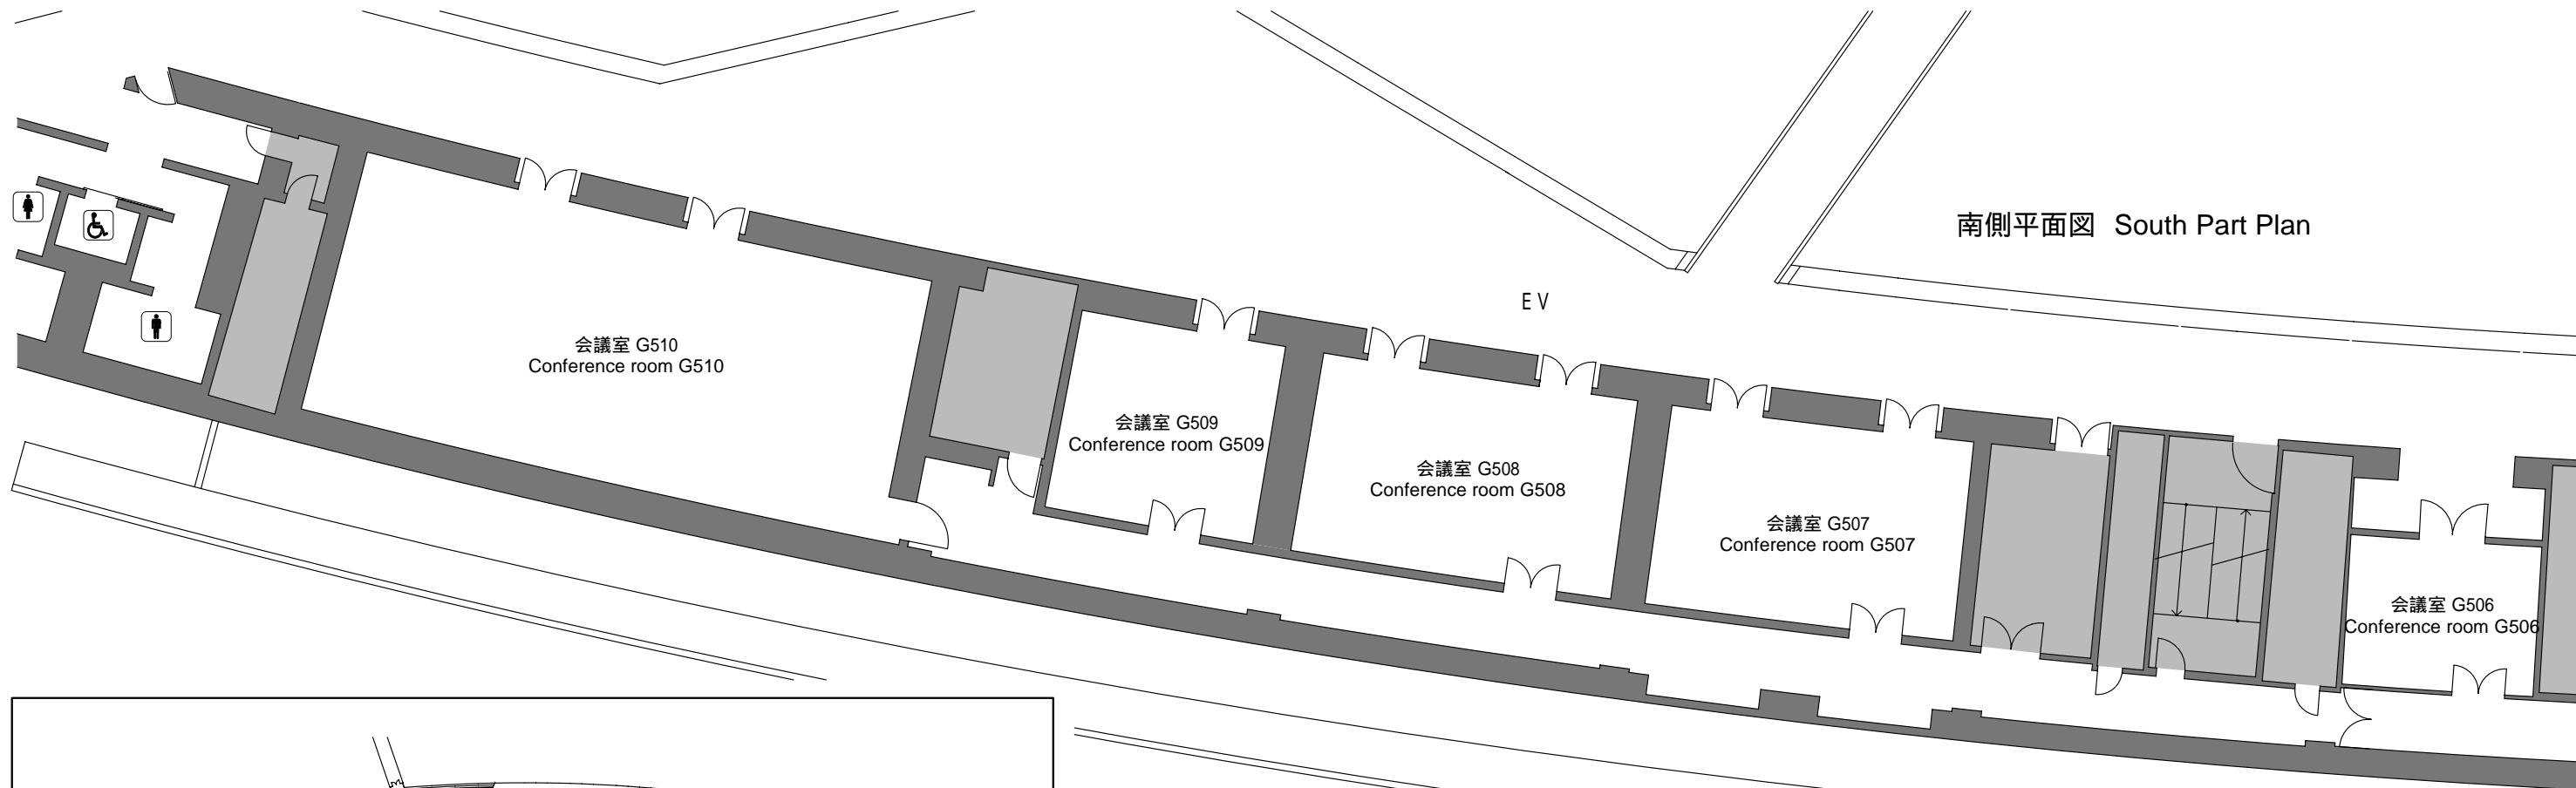 南側平面図 South Part Plan
EV
会議室 G510
Conference room G510
会議室 G509
Conference room G509
会議室 G508
Conference room G508
会議室 G507
Conference room G507
会議室 G506
Conference room G506